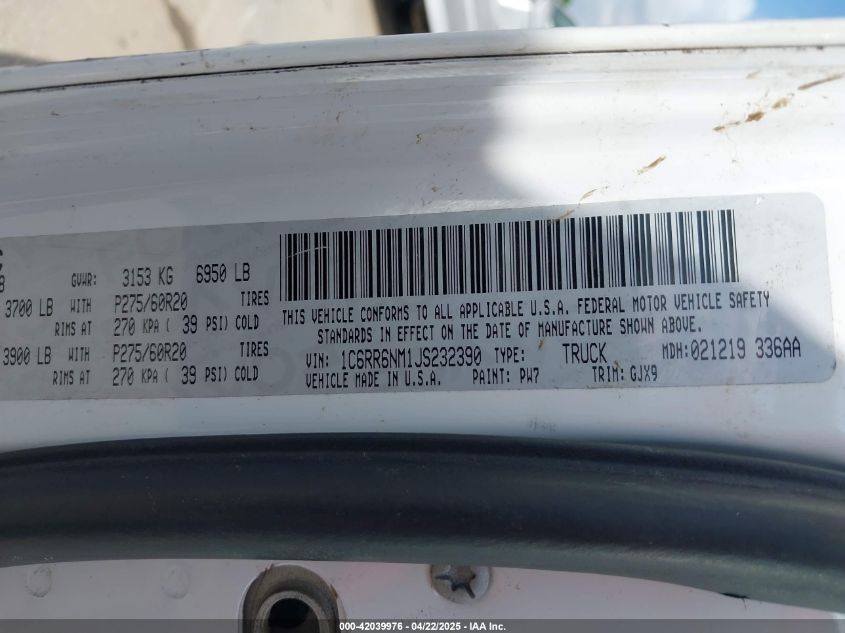 GVWR: 3153 KG 6950 LB
3700 LB WITH P275/60R20 TIRES
RIMS AT 270 KPA ( 39 PSI) COLD
3900 LB WITH P275/60R20 TIRES
RIMS AT 270 KPA ( 39 PSI) COLD
THIS VEHICLE CONFORMS TO ALL APPLICABLE U.S.A. FEDERAL MOTOR VEHICLE SAFETY
STANDARDS IN EFFECT ON THE DATE OF MANUFACTURE SHOWN ABOVE.
VIN: 1C6RR6NM1JS232390 TYPE: TRUCK MDH: 021219 336AA
VEHICLE MADE IN U.S.A. PAINT: PW7 TRIM: GJX9
000-42039976 - 04/22/2025 - IAA Inc.